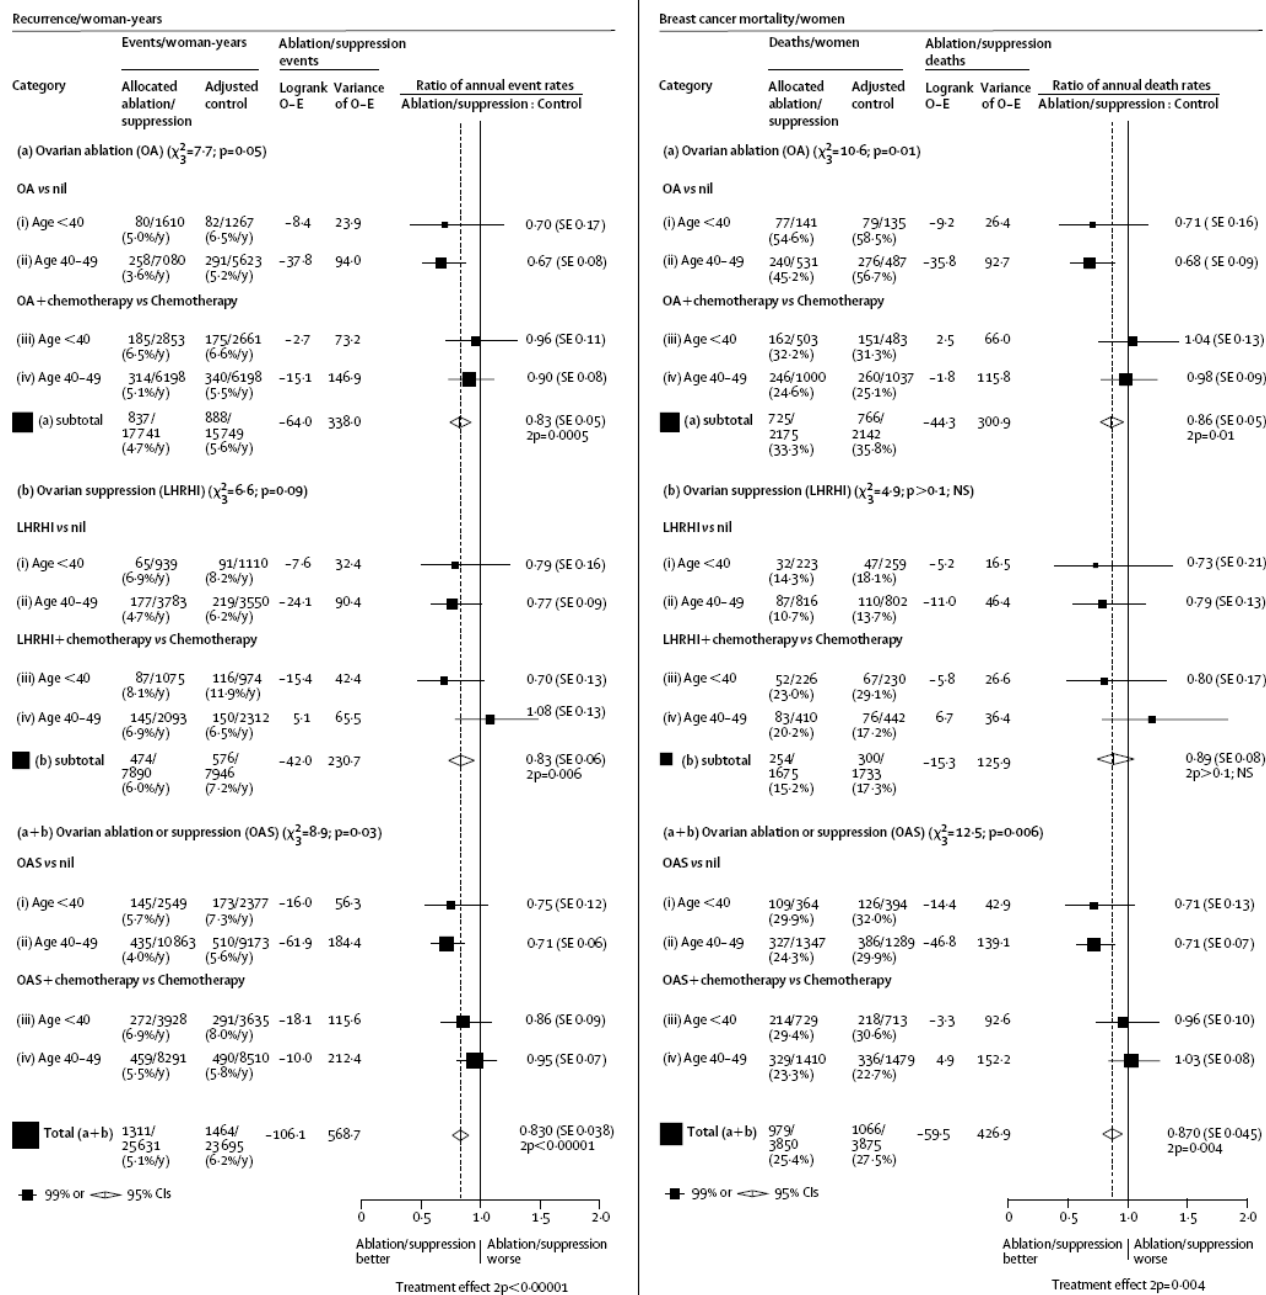 Recurrence/woman-years
Events/woman-years Ablation/suppression events
Category Allocated ablation/suppression Adjusted control Logrank O–E Variance of O–E Ratio of annual event rates
Ablation/suppression : Control
(a) Ovarian ablation (OA) (χ²₃=7·7; p=0·05)
OA vs nil
(i) Age <40 80/1610 (5·0%/y) 82/1267 (6·5%/y) –8·4 23·9 0·70 (SE 0·17)
(ii) Age 40–49 258/7080 (3·6%/y) 291/5623 (5·2%/y) –37·8 94·0 0·67 (SE 0·08)
OA+chemotherapy vs Chemotherapy
(iii) Age <40 185/2853 (6·5%/y) 175/2661 (6·6%/y) –2·7 73·2 0·96 (SE 0·11)
(iv) Age 40–49 314/6198 (5·1%/y) 340/6198 (5·5%/y) –15·1 146·9 0·90 (SE 0·08)
(a) subtotal 837/17741 (4·7%/y) 888/15749 (5·6%/y) –64·0 338·0 0·83 (SE 0·05) 2p=0·0005
(b) Ovarian suppression (LHRHI) (χ²₃=6·6; p=0·09)
LHRHI vs nil
(i) Age <40 65/939 (6·9%/y) 91/1110 (8·2%/y) –7·6 32·4 0·79 (SE 0·16)
(ii) Age 40–49 177/3783 (4·7%/y) 219/3550 (6·2%/y) –24·1 90·4 0·77 (SE 0·09)
LHRHI+chemotherapy vs Chemotherapy
(iii) Age <40 87/1075 (8·1%/y) 116/974 (11·9%/y) –15·4 42·4 0·70 (SE 0·13)
(iv) Age 40–49 145/2093 (6·9%/y) 150/2312 (6·5%/y) 5·1 65·5 1·08 (SE 0·13)
(b) subtotal 474/7890 (6·0%/y) 576/7946 (7·2%/y) –42·0 230·7 0·83 (SE 0·06) 2p=0·006
(a+b) Ovarian ablation or suppression (OAS) (χ²₃=8·9; p=0·03)
OAS vs nil
(i) Age <40 145/2549 (5·7%/y) 173/2377 (7·3%/y) –16·0 56·3 0·75 (SE 0·12)
(ii) Age 40–49 435/10863 (4·0%/y) 510/9173 (5·6%/y) –61·9 184·4 0·71 (SE 0·06)
OAS+chemotherapy vs Chemotherapy
(iii) Age <40 272/3928 (6·9%/y) 291/3635 (8·0%/y) –18·1 115·6 0·86 (SE 0·09)
(iv) Age 40–49 459/8291 (5·5%/y) 490/8510 (5·8%/y) –10·0 212·4 0·95 (SE 0·07)
Total (a+b) 1311/25631 (5·1%/y) 1464/23695 (6·2%/y) –106·1 568·7 0·830 (SE 0·038) 2p<0·00001
99% or 95% CIs
0 0·5 1·0 1·5 2·0
Ablation/suppression better Ablation/suppression worse
Treatment effect 2p<0·00001
Breast cancer mortality/women
Deaths/women Ablation/suppression deaths
Category Allocated ablation/suppression Adjusted control Logrank O–E Variance of O–E Ratio of annual death rates
Ablation/suppression : Control
(a) Ovarian ablation (OA) (χ²₃=10·6; p=0·01)
OA vs nil
(i) Age <40 77/141 (54·6%) 79/135 (58·5%) –9·2 26·4 0·71 ( SE 0·16)
(ii) Age 40–49 240/531 (45·2%) 276/487 (56·7%) –35·8 92·7 0·68 ( SE 0·09)
OA+chemotherapy vs Chemotherapy
(iii) Age <40 162/503 (32·2%) 151/483 (31·3%) 2·5 66·0 1·04 (SE 0·13)
(iv) Age 40–49 246/1000 (24·6%) 260/1037 (25·1%) –1·8 115·8 0·98 (SE 0·09)
(a) subtotal 725/2175 (33·3%) 766/2142 (35·8%) –44·3 300·9 0·86 (SE 0·05) 2p=0·01
(b) Ovarian suppression (LHRHI) (χ²₃=4·9; p>0·1; NS)
LHRHI vs nil
(i) Age <40 32/223 (14·3%) 47/259 (18·1%) –5·2 16·5 0·73 (SE 0·21)
(ii) Age 40–49 87/816 (10·7%) 110/802 (13·7%) –11·0 46·4 0·79 (SE 0·13)
LHRHI+chemotherapy vs Chemotherapy
(iii) Age <40 52/226 (23·0%) 67/230 (29·1%) –5·8 26·6 0·80 (SE 0·17)
(iv) Age 40–49 83/410 (20·2%) 76/442 (17·2%) 6·7 36·4
(b) subtotal 254/1675 (15·2%) 300/1733 (17·3%) –15·3 125·9 0·89 (SE 0·08) 2p>0·1; NS
(a+b) Ovarian ablation or suppression (OAS) (χ²₃=12·5; p=0·006)
OAS vs nil
(i) Age <40 109/364 (29·9%) 126/394 (32·0%) –14·4 42·9 0·71 (SE 0·13)
(ii) Age 40–49 327/1347 (24·3%) 386/1289 (29·9%) –46·8 139·1 0·71 (SE 0·07)
OAS+chemotherapy vs Chemotherapy
(iii) Age <40 214/729 (29·4%) 218/713 (30·6%) –3·3 92·6 0·96 (SE 0·10)
(iv) Age 40–49 329/1410 (23·3%) 336/1479 (22·7%) 4·9 152·2 1·03 (SE 0·08)
Total (a+b) 979/3850 (25·4%) 1066/3875 (27·5%) –59·5 426·9 0·870 (SE 0·045) 2p=0·004
99% or 95% CIs
0 0·5 1·0 1·5 2·0
Ablation/suppression better Ablation/suppression worse
Treatment effect 2p=0·004